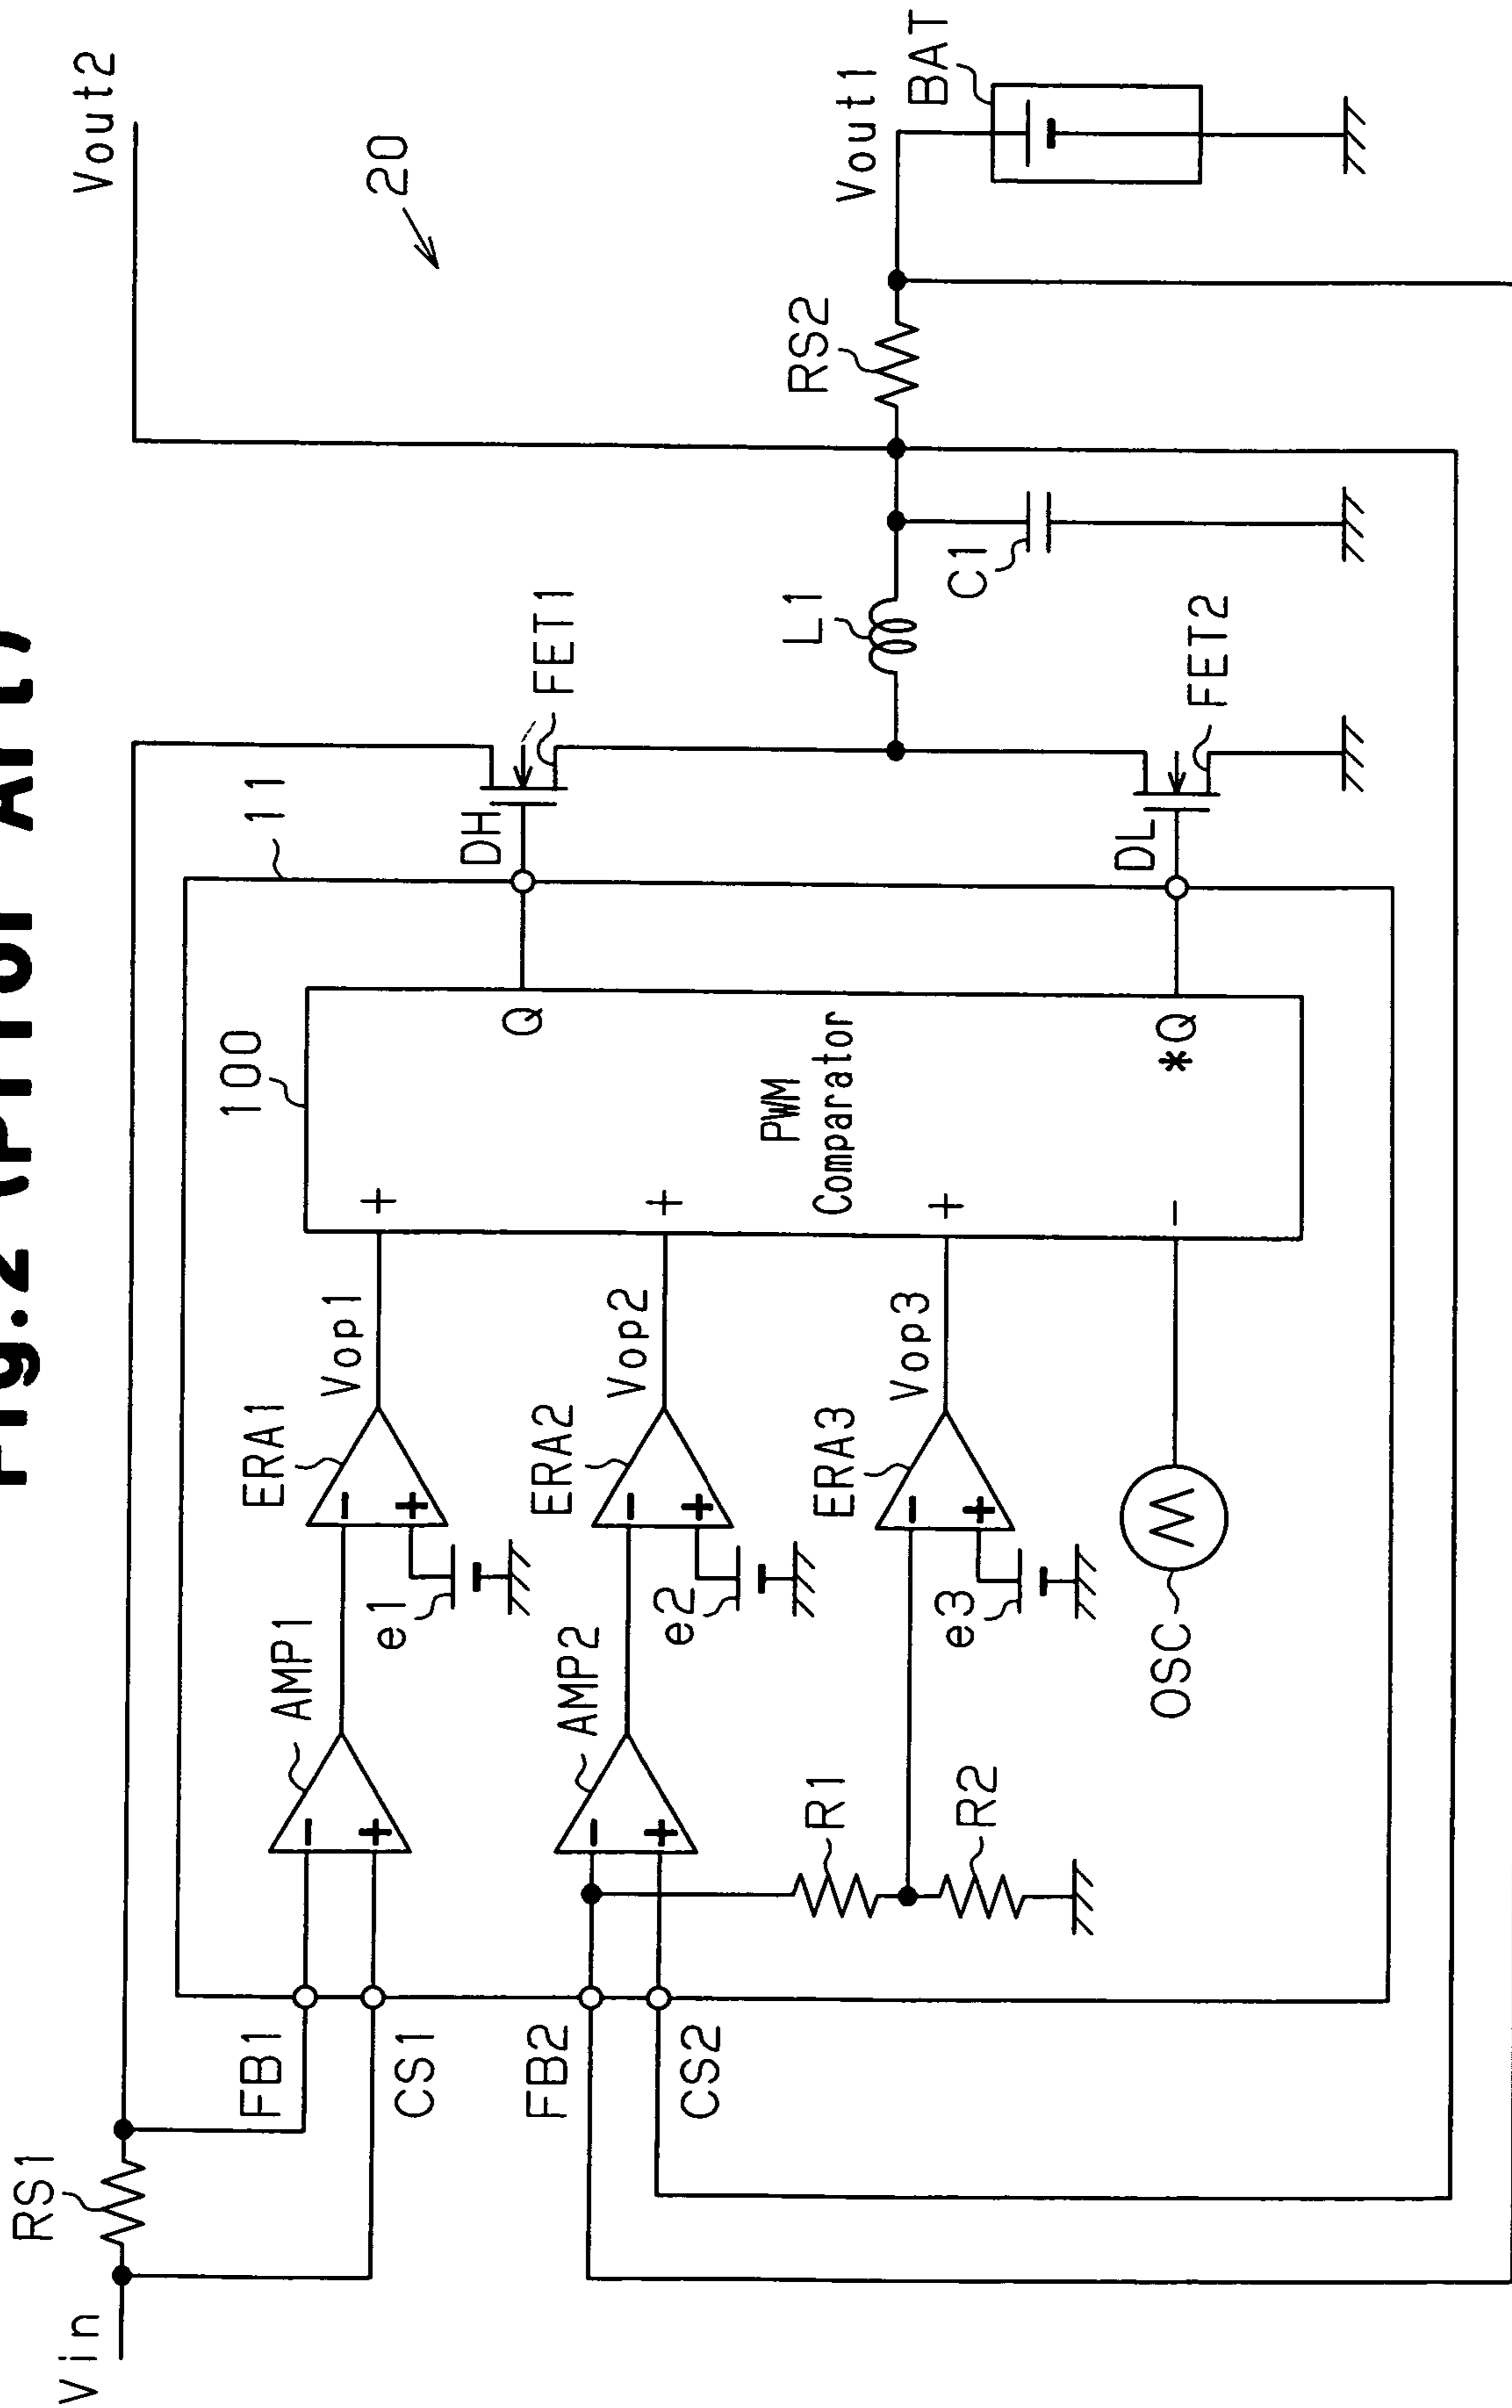 Fig.2 (Prior Art)
Vout2
20
RS1
Vin
FB1
CS1
FB2
CS2
11
100
AMP1
ERA1
Vop1
e1
AMP2
ERA2
Vop2
e2
R1
R2
ERA3
Vop3
e3
OSC
+
+
+
-
PWM
Comparator
Q
*Q
DH
DL
FET1
FET2
L1
C1
RS2
Vout1
BAT